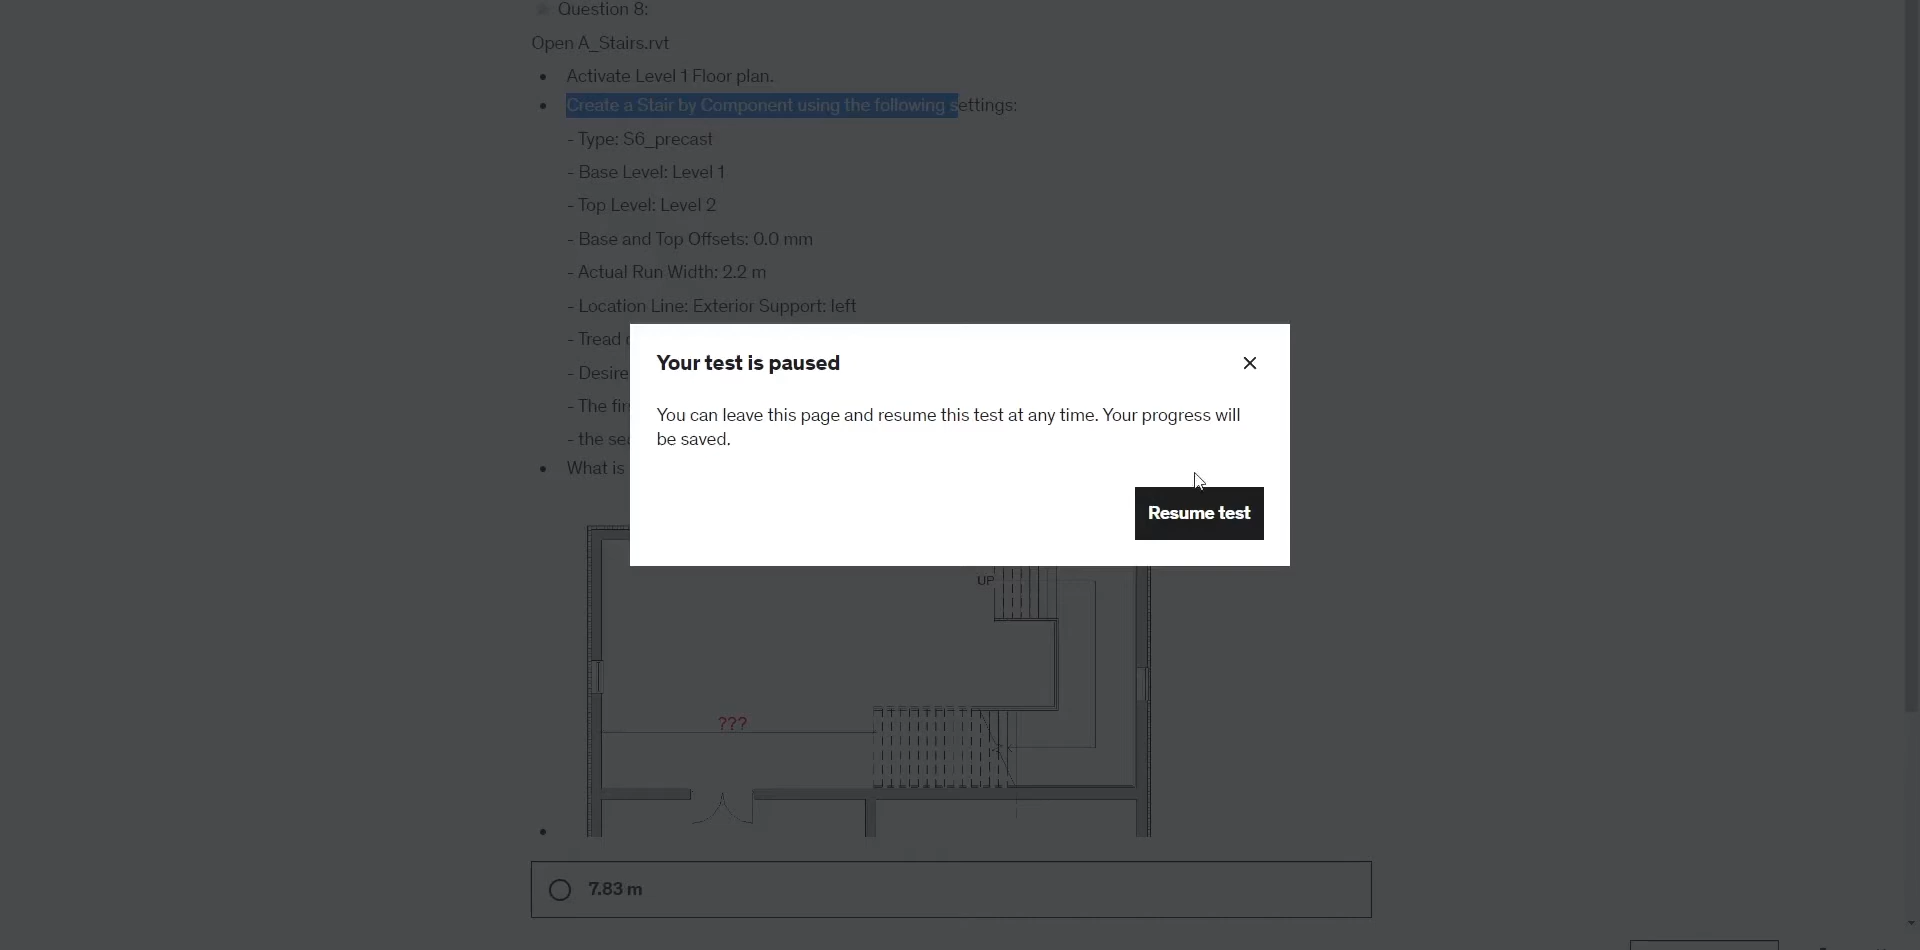 Question 8:
Open A_Stairs.rvt
• Activate Level 1 Floor plan.
• Create a Stair by Component using the following settings:
- Type: S6_precast
- Base Level: Level 1
- Top Level: Level 2
- Base and Top Offsets: 0.0 mm
- Actual Run Width: 2.2 m
- Location Line: Exterior Support: left
- Tread
- Desire
- The fir
- the sec
• What is
Your test is paused
You can leave this page and resume this test at any time. Your progress will
be saved.
Resume test
UP
???
7.83 m